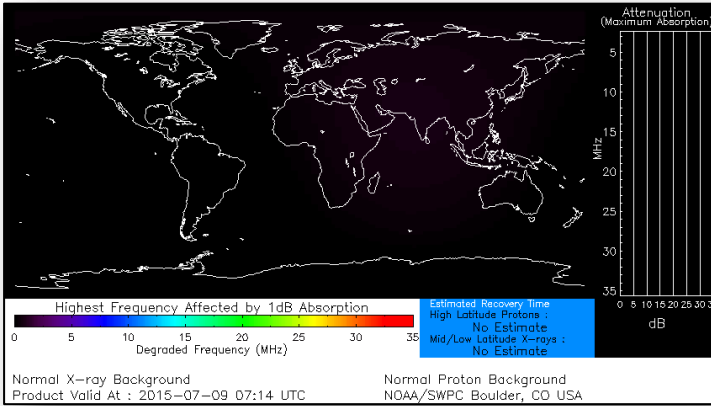 Attenuation
(Maximum Absorption)
5
10
15
20
25
30
35
MHz
0 5 10 15 20 25 30
dB
Highest Frequency Affected by 1dB Absorption
0 5 10 15 20 25 30 35
Degraded Frequency (MHz)
Estimated Recovery Time
High Latitude Protons :
No Estimate
Mid/Low Latitude X-rays :
No Estimate
Normal X-ray Background
Normal Proton Background
Product Valid At : 2015-07-09 07:14 UTC
NOAA/SWPC Boulder, CO USA